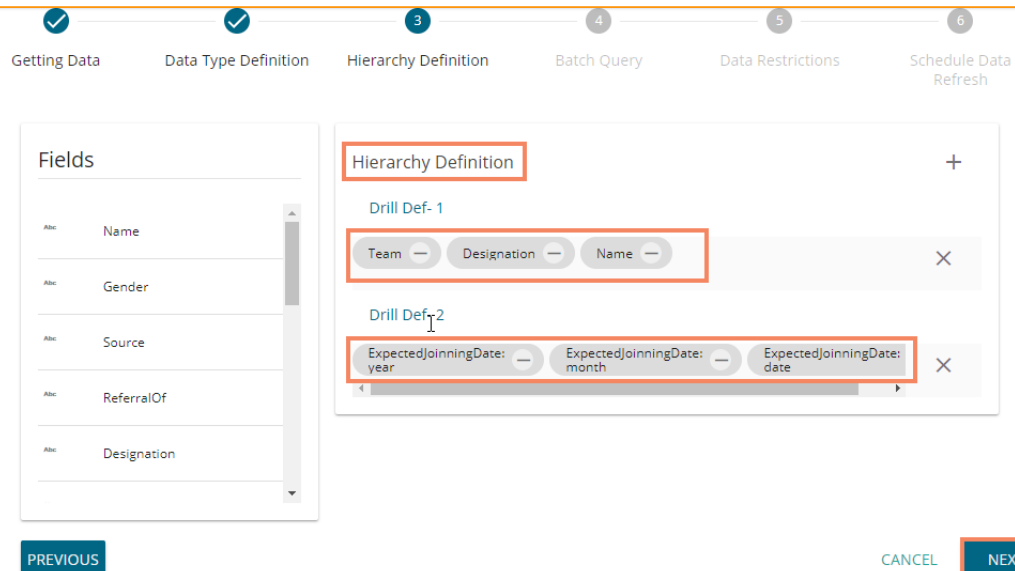 3 4 5 6
Getting Data Data Type Definition Hierarchy Definition Batch Query Data Restrictions Schedule Data
Refresh
Fields
Abc Name
Abc Gender
Abc Source
Abc ReferralOf
Abc Designation
Hierarchy Definition +
Drill Def- 1
Team Designation Name
Drill Def- 2
ExpectedJoinningDate: ExpectedJoinningDate: ExpectedJoinningDate:
year month date
PREVIOUS CANCEL NEX